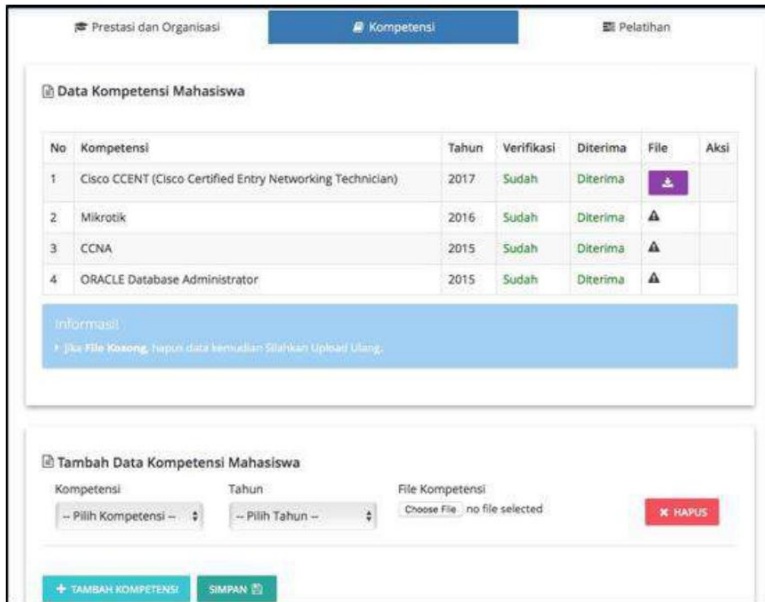 Prestasi dan Organisasi Kompetensi Pelatihan
Data Kompetensi Mahasiswa
No Kompetensi Tahun Verifikasi Diterima File Aksi
1 Cisco CCENT (Cisco Certified Entry Networking Technician) 2017 Sudah Diterima
2 Mikrotik 2016 Sudah Diterima
3 CCNA 2015 Sudah Diterima
4 ORACLE Database Administrator 2015 Sudah Diterima
Informasi!
Jika File Kosong, hapus data kemudian Silahkan Upload Ulang.
Tambah Data Kompetensi Mahasiswa
Kompetensi Tahun File Kompetensi
-- Pilih Kompetensi -- -- Pilih Tahun -- Choose File no file selected HAPUS
+ TAMBAH KOMPETENSI SIMPAN